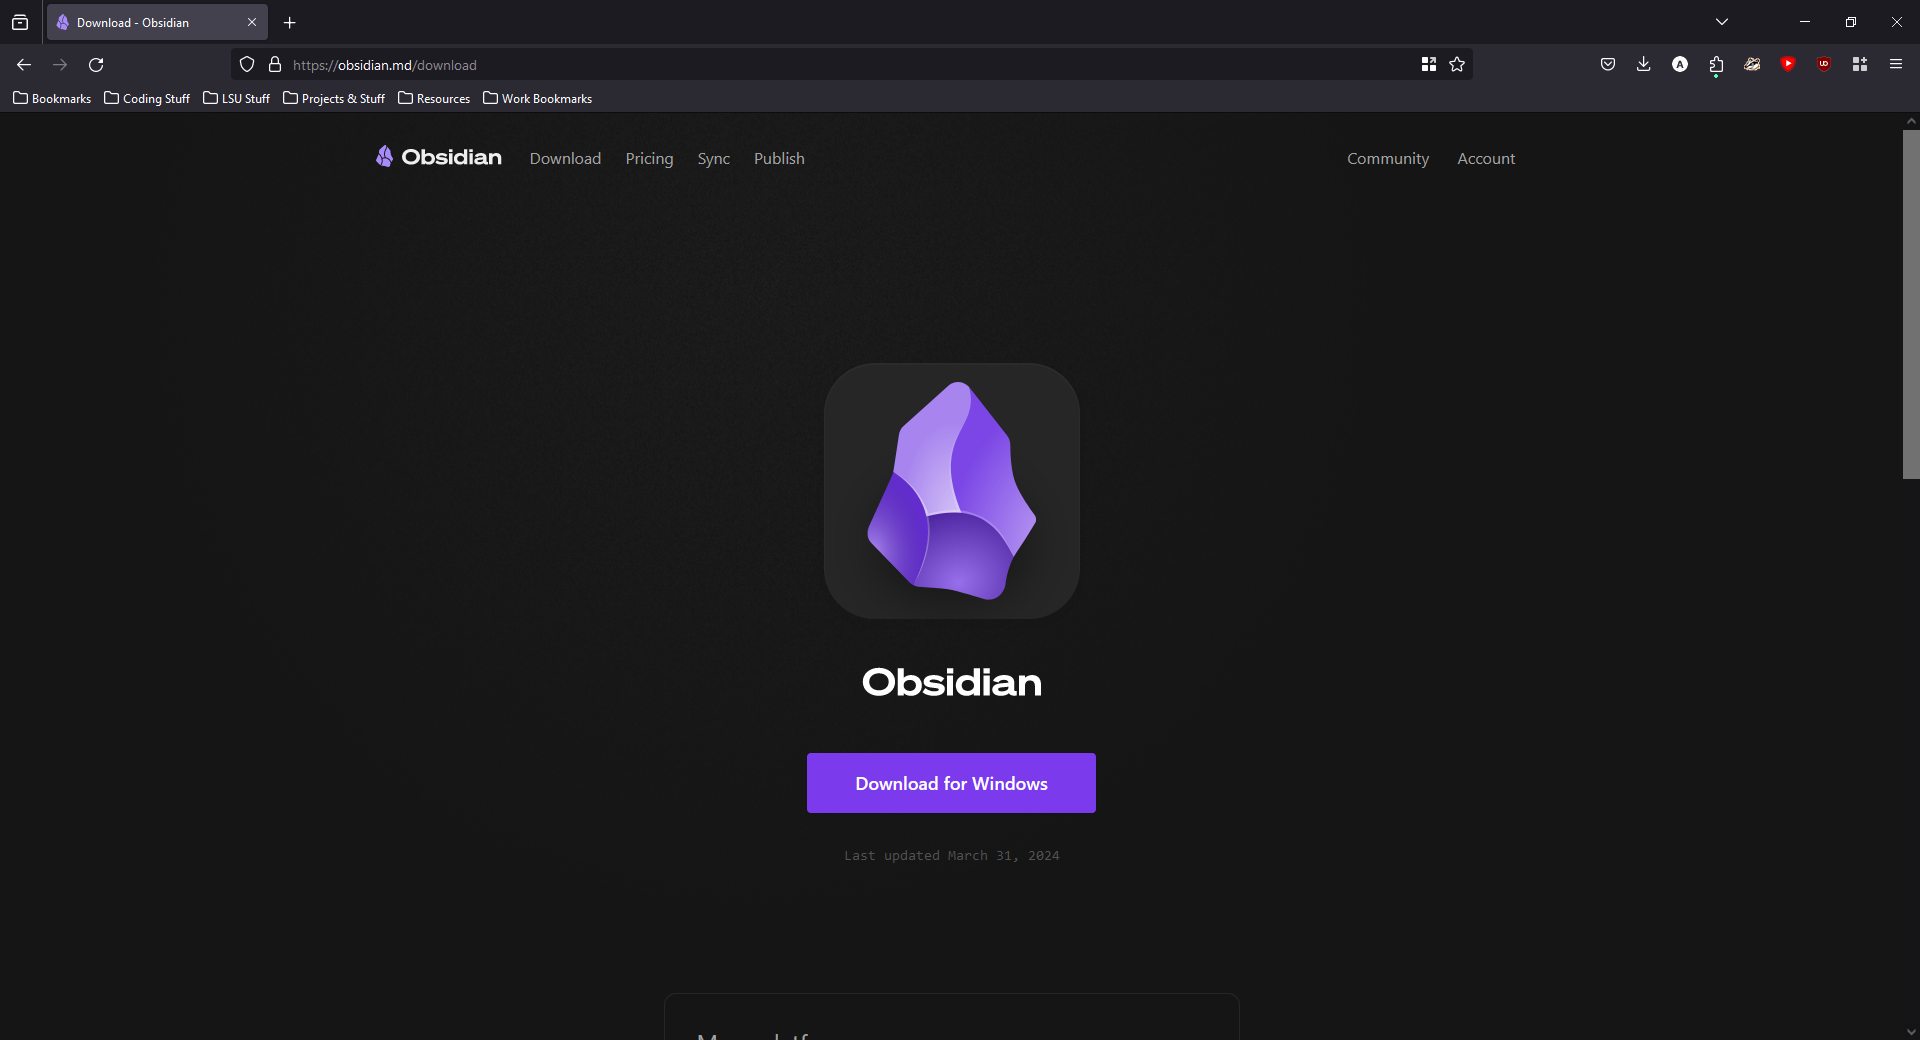 Download - Obsidian
https://obsidian.md/download
Bookmarks Coding Stuff LSU Stuff Projects & Stuff Resources Work Bookmarks
Obsidian Download Pricing Sync Publish Community Account
Obsidian
Download for Windows
Last updated March 31, 2024